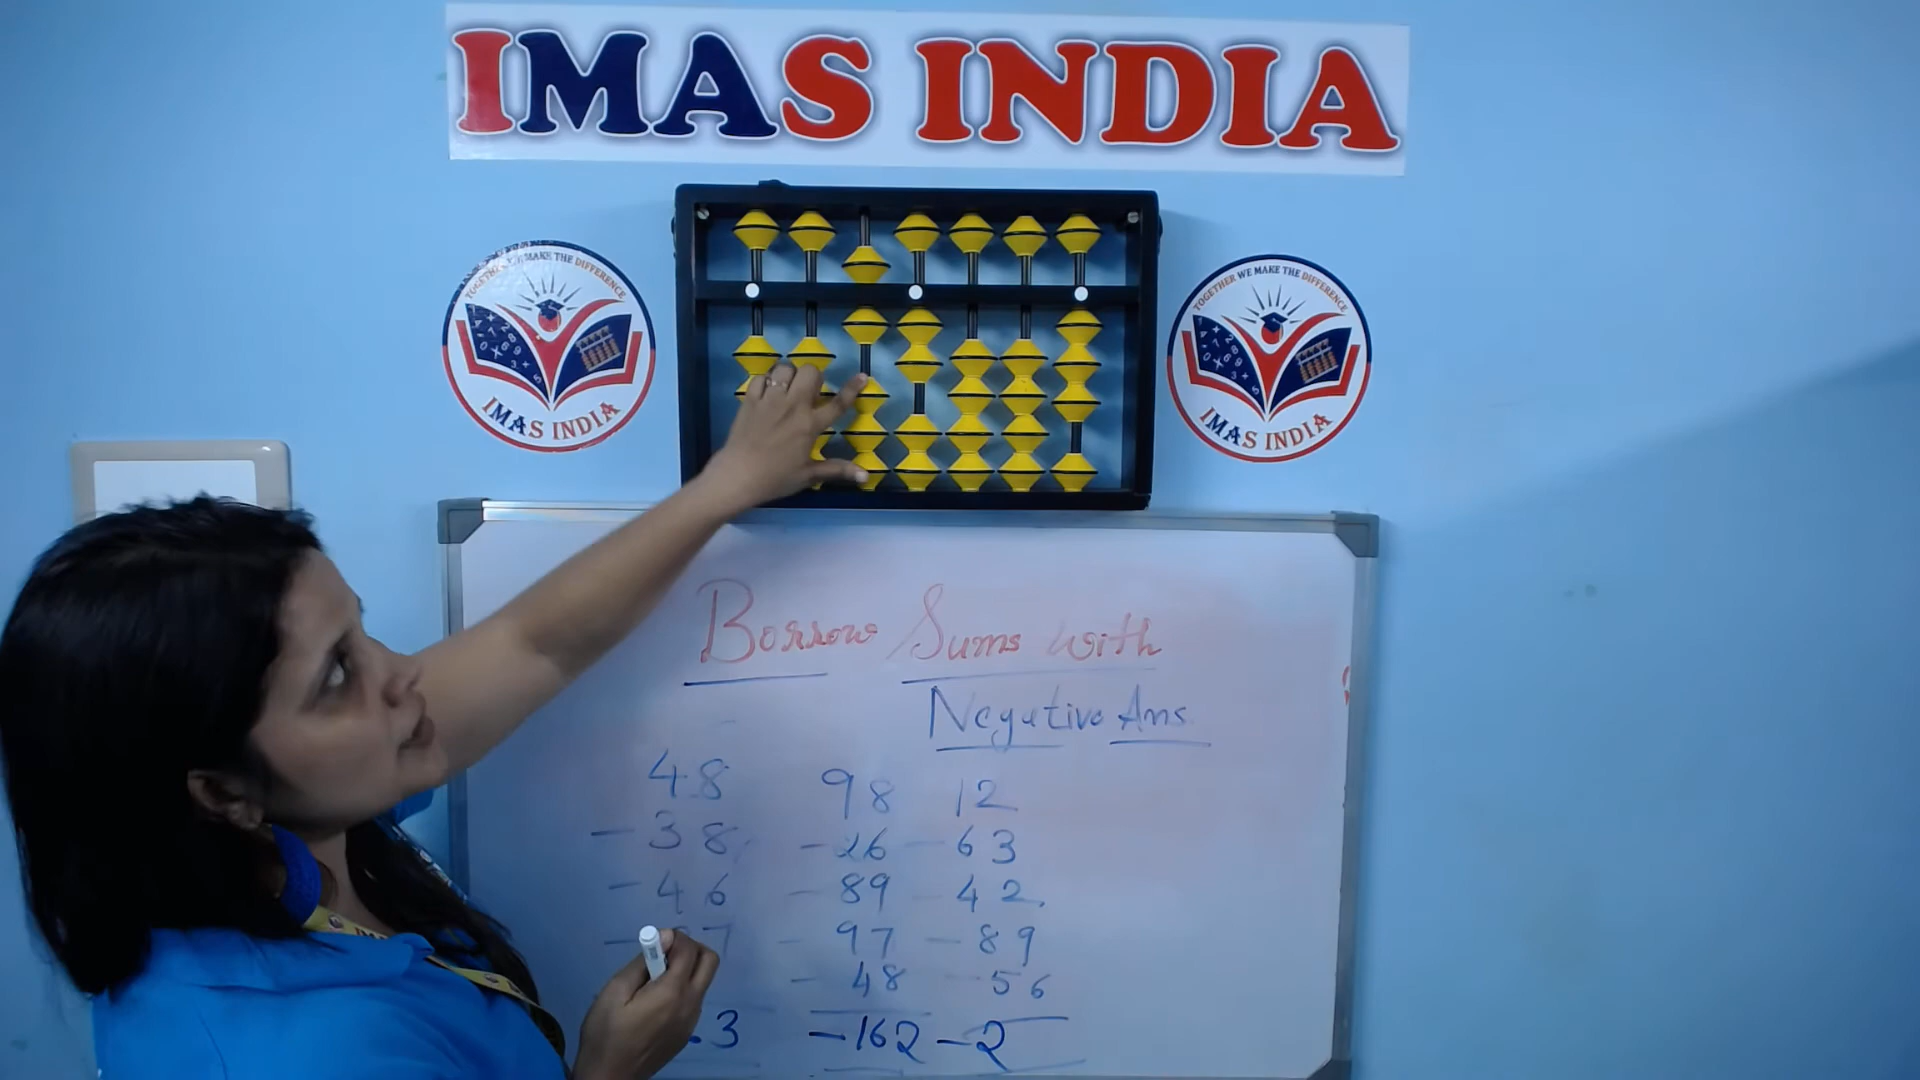 IMAS INDIA
TOGETHER WE MAKE THE DIFFERENCE
IMAS INDIA
TOGETHER WE MAKE THE DIFFERENCE
IMAS INDIA
Borrow Sums with
Negative Ans
48 98 12
-38 -26 -63
-46 -89 -42
7 -97 -89
-48 -56
3 -162 -2